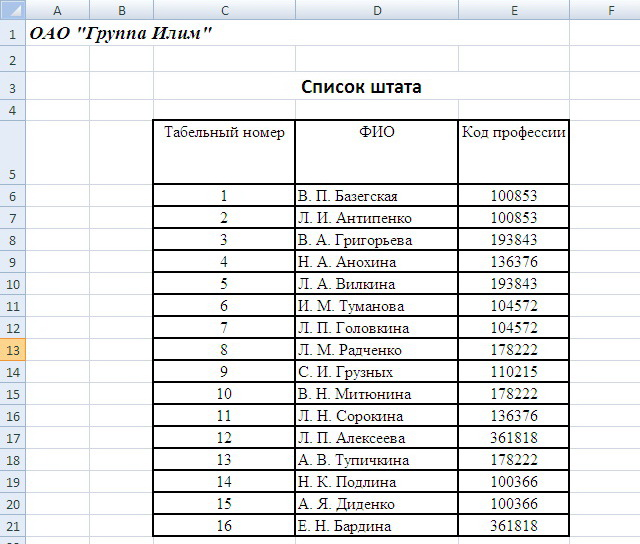 A B C D E F
1 ОАО "Группа Илим"
2
3 Список штата
4
5 Табельный номер ФИО Код профессии
6 1 В. П. Базегская 100853
7 2 Л. И. Антипенко 100853
8 3 В. А. Григорьева 193843
9 4 Н. А. Анохина 136376
10 5 Л. А. Вилкина 193843
11 6 И. М. Туманова 104572
12 7 Л. П. Головкина 104572
13 8 Л. М. Радченко 178222
14 9 С. И. Грузных 110215
15 10 В. Н. Митюнина 178222
16 11 Л. Н. Сорокина 136376
17 12 Л. П. Алексеева 361818
18 13 А. В. Тупичкина 178222
19 14 Н. К. Подлина 100366
20 15 А. Я. Диденко 100366
21 16 Е. Н. Бардина 361818